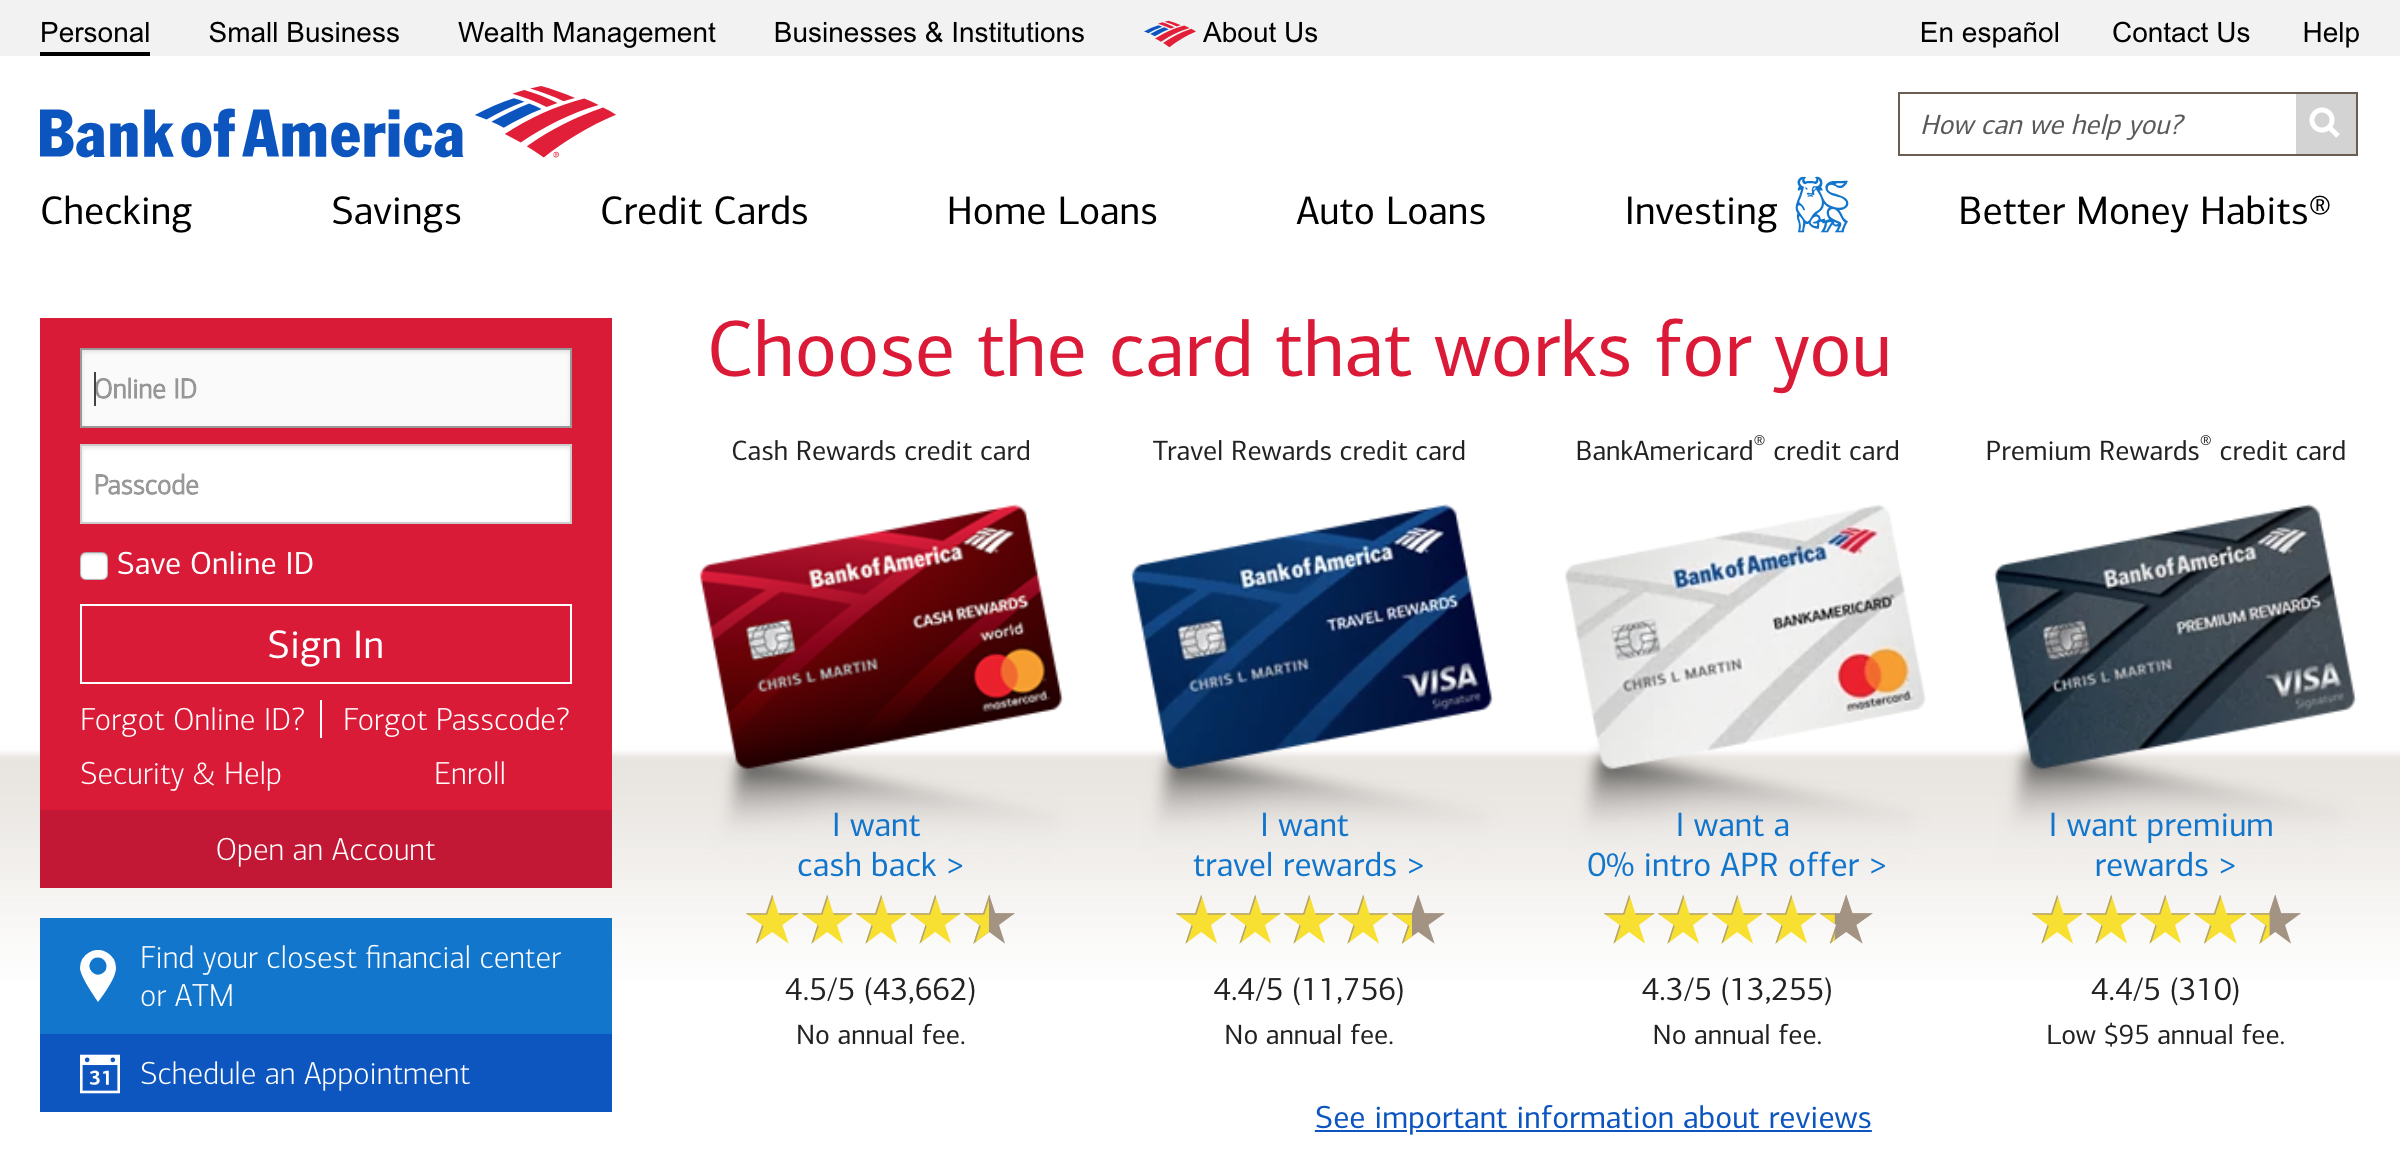 Personal
Small Business
Wealth Management
Businesses & Institutions
About Us
En español
Contact Us
Help
Bank of America
How can we help you?
Checking
Savings
Credit Cards
Home Loans
Auto Loans
Investing
Better Money Habits®
Online ID
Passcode
Save Online ID
Sign In
Forgot Online ID?
Forgot Passcode?
Security & Help
Enroll
Open an Account
Find your closest financial center
or ATM
31
Schedule an Appointment
Choose the card that works for you
Cash Rewards credit card
Bank of America
CASH REWARDS
world
CHRIS L MARTIN
mastercard
I want
cash back >
4.5/5 (43,662)
No annual fee.
Travel Rewards credit card
Bank of America
TRAVEL REWARDS
CHRIS L MARTIN
VISA
Signature
I want
travel rewards >
4.4/5 (11,756)
No annual fee.
BankAmericard® credit card
Bank of America
BANKAMERICARD®
CHRIS L MARTIN
mastercard
I want a
0% intro APR offer >
4.3/5 (13,255)
No annual fee.
Premium Rewards® credit card
Bank of America
PREMIUM REWARDS
CHRIS L MARTIN
VISA
Signature
I want premium
rewards >
4.4/5 (310)
Low $95 annual fee.
See important information about reviews